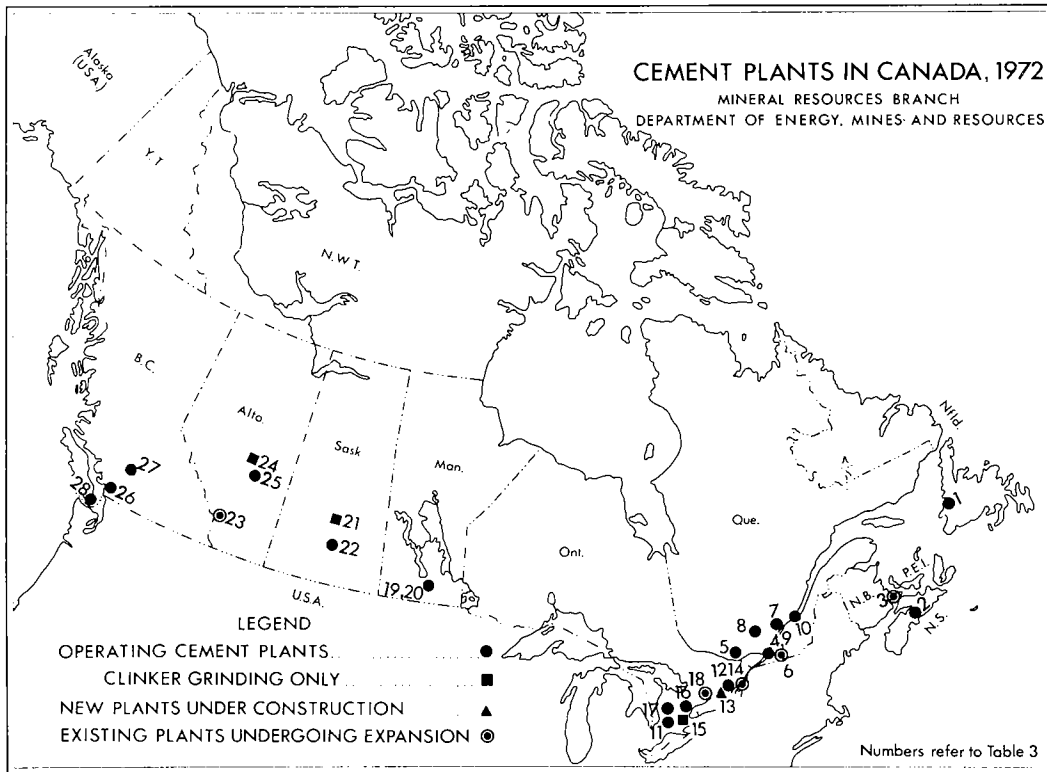 CEMENT PLANTS IN CANADA, 1972
MINERAL RESOURCES BRANCH
DEPARTMENT OF ENERGY, MINES AND RESOURCES
Alaska
(USA)
Y.T.
N.W.T.
B.C.
Alta.
Sask
Man.
Ont.
Que.
Nfld.
P.E.I.
N.B.
N.S.
U.S.A.
1
2
3
4,9
5
6
7
8
10
11
12
14
13
15
16
17
18
19,20
21
22
23
24
25
26
27
28
LEGEND
OPERATING CEMENT PLANTS
CLINKER GRINDING ONLY
NEW PLANTS UNDER CONSTRUCTION
EXISTING PLANTS UNDERGOING EXPANSION
Numbers refer to Table 3